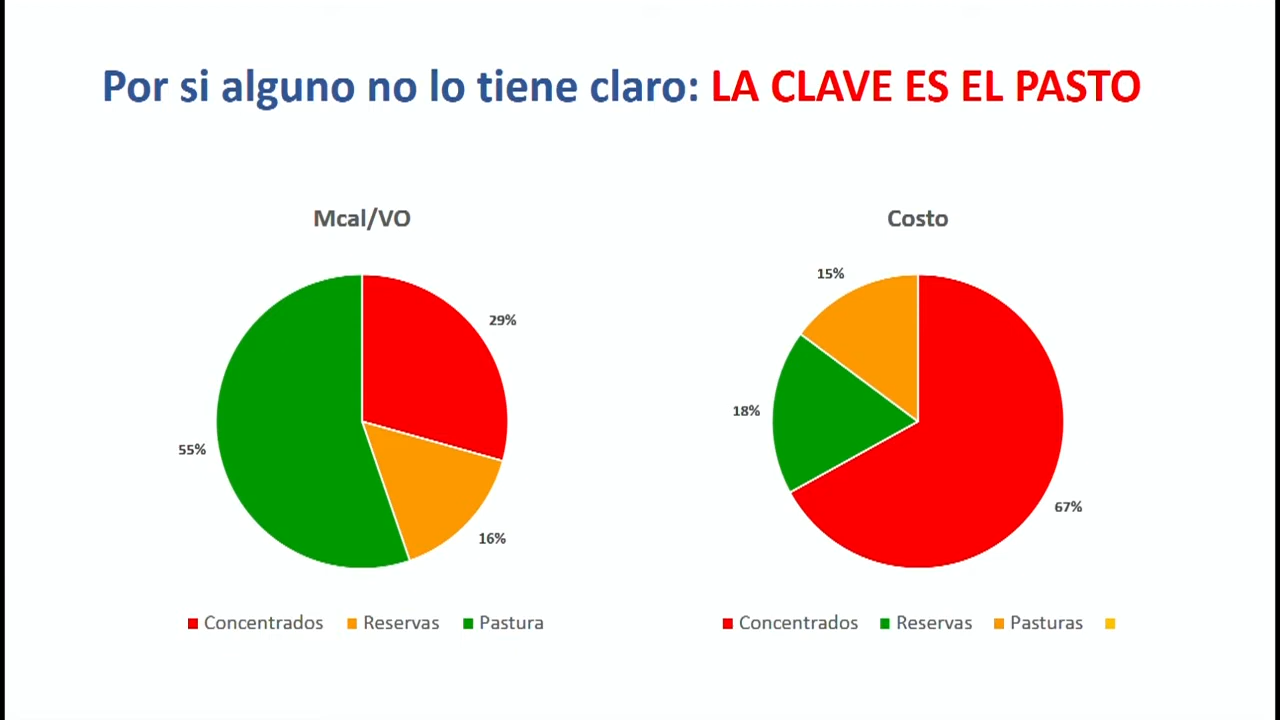 Por si alguno no lo tiene claro: LA CLAVE ES EL PASTO
Mcal/VO
29%
55%
16%
Concentrados Reservas Pastura
Costo
15%
18%
67%
Concentrados Reservas Pasturas